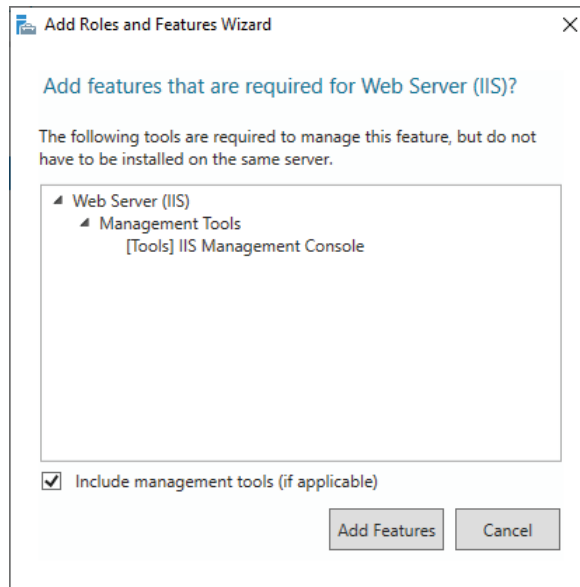 Add Roles and Features Wizard
Add features that are required for Web Server (IIS)?
The following tools are required to manage this feature, but do not
have to be installed on the same server.
Web Server (IIS)
Management Tools
[Tools] IIS Management Console
Include management tools (if applicable)
Add Features
Cancel